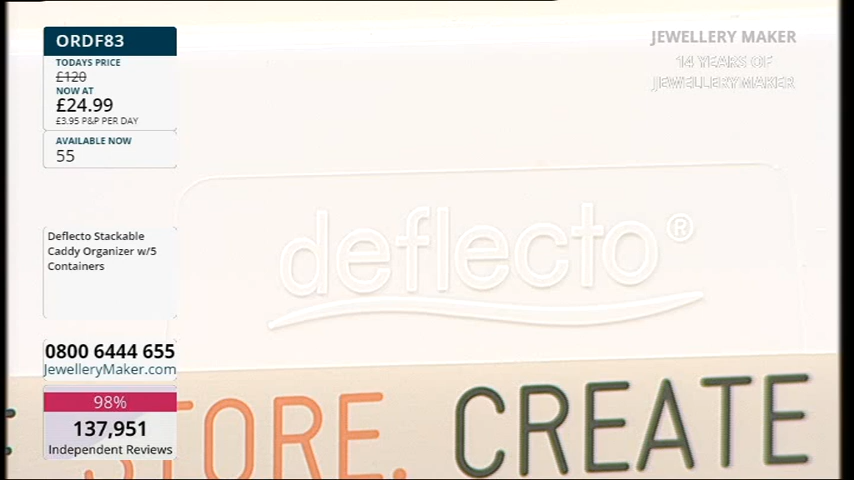 ORDF83
TODAYS PRICE
£120
NOW AT
£24.99
£3.95 P&P PER DAY
AVAILABLE NOW
55
Deflecto Stackable
Caddy Organizer w/5
Containers
0800 6444 655
JewelleryMaker.com
98%
137,951
Independent Reviews
JEWELLERY MAKER
14 YEARS OF
JEWELLERYMAKER
deflecto®
STORE. CREATE